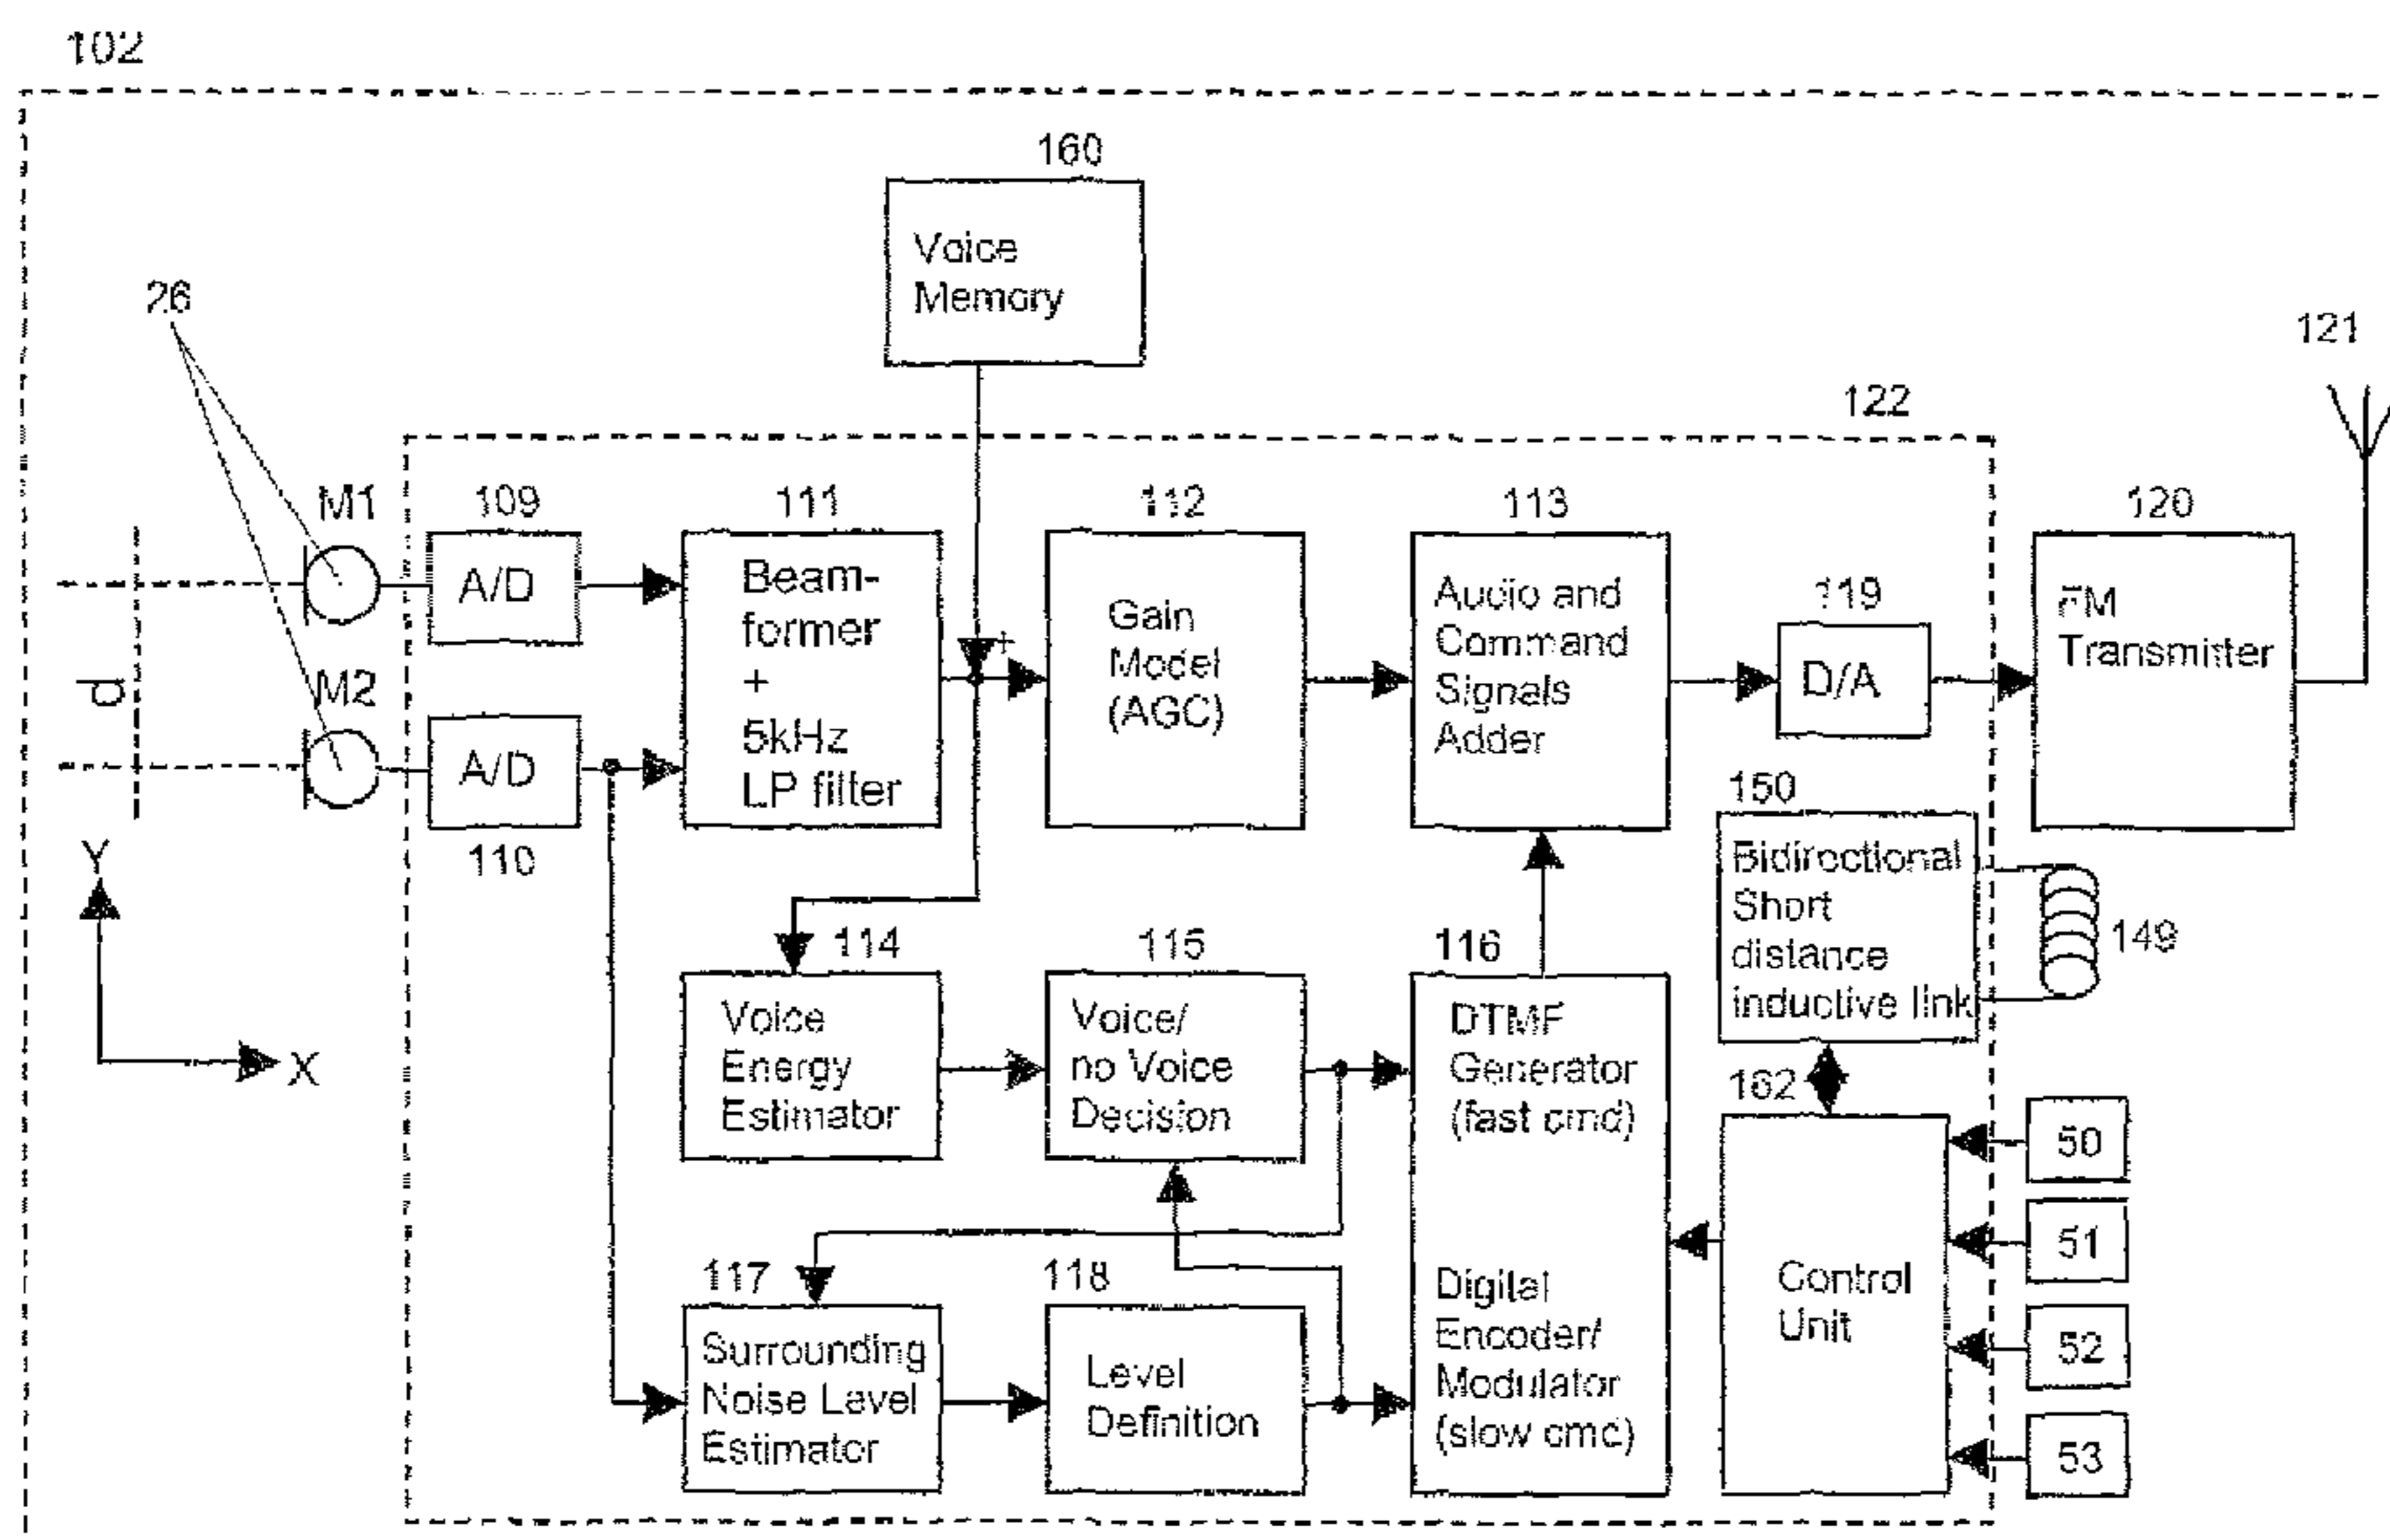 102
160
Voice
Memory
26
121
122
M1
109
111
112
113
120
A/D
Beam-
former
+
5kHz
LP filter
+
Gain
Model
(AGC)
Audio and
Command
Signals
Adder
119
D/A
FM
Transmitter
d
M2
A/D
110
150
Bidirectional
Short
distance
inductive link
149
Y
X
114
115
116
162
Voice
Energy
Estimator
Voice/
no Voice
Decision
DTMF
Generator
(fast cmd)
Digital
Encoder/
Modulator
(slow cmd)
Control
Unit
50
51
52
53
117
118
Surrounding
Noise Level
Estimator
Level
Definition